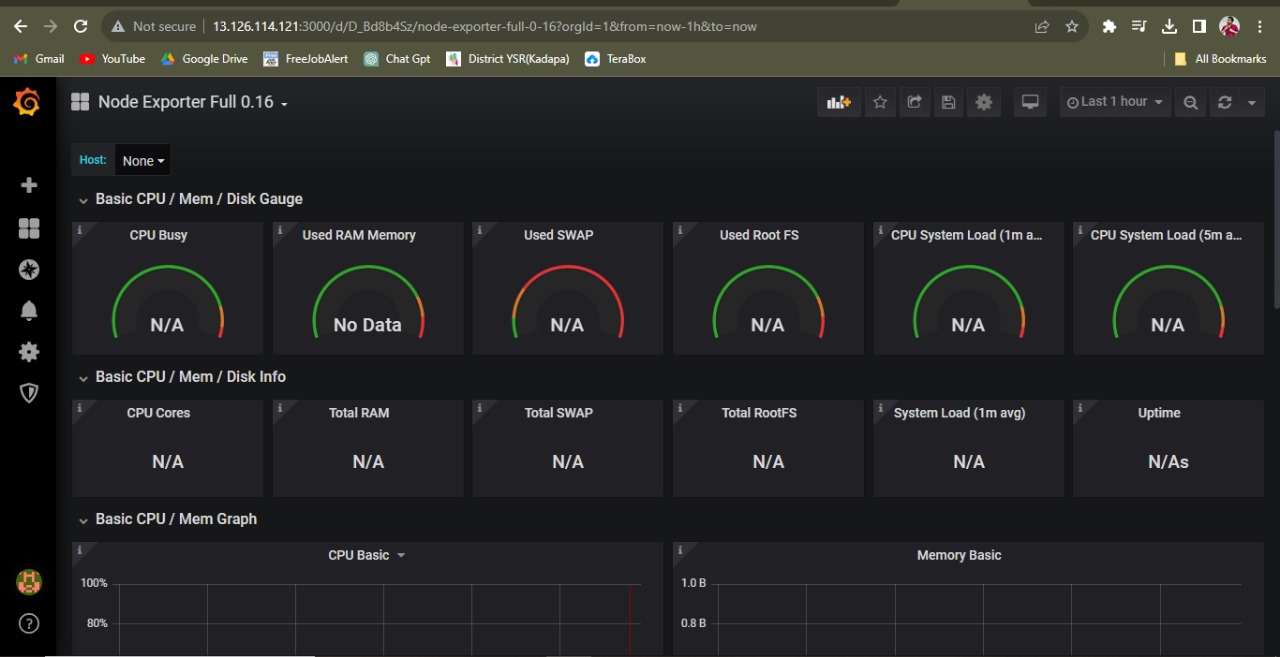 Not secure 13.126.114.121:3000/d/D_Bd8b4Sz/node-exporter-full-0-16?orgId=1&from=now-1h&to=now
Gmail YouTube Google Drive FreeJobAlert Chat Gpt District YSR(Kadapa) TeraBox All Bookmarks
Node Exporter Full 0.16 Last 1 hour
Host: None
Basic CPU / Mem / Disk Gauge
i CPU Busy i Used RAM Memory i Used SWAP i Used Root FS i CPU System Load (1m a... i CPU System Load (5m a...
N/A No Data N/A N/A N/A N/A
Basic CPU / Mem / Disk Info
i CPU Cores i Total RAM i Total SWAP i Total RootFS i System Load (1m avg) i Uptime
N/A N/A N/A N/A N/A N/As
Basic CPU / Mem Graph
i CPU Basic i Memory Basic
100% 1.0 B
80% 0.8 B
?